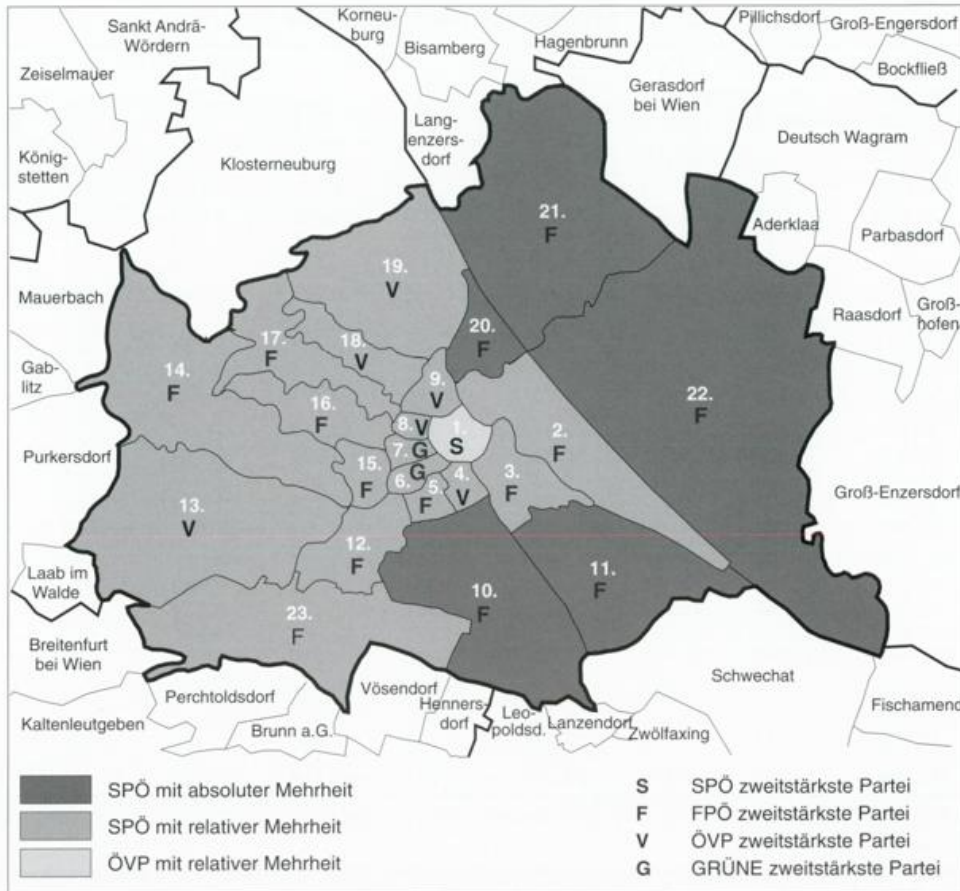 Sankt Andrä-
Wördern
Korneu-
burg
Bisamberg
Hagenbrunn
Pillichsdorf
Groß-Engersdorf
Bockfließ
Zeiselmauer
Gerasdorf
bei Wien
König-
stetten
Klosterneuburg
Lang-
enzers-
dorf
Deutsch Wagram
Aderklaa
Parbasdorf
Mauerbach
Raasdorf
Groß-
hofen
Gab-
litz
Purkersdorf
Groß-Enzersdorf
21.
F
19.
V
20.
F
17.
F
18.
V
14.
F
9.
V
22.
F
16.
F
8. V
1.
S
2.
F
7. G
15.
F
6. G
5.
F
4.
V
3.
F
13.
V
12.
F
11.
F
10.
F
23.
F
Laab im
Walde
Breitenfurt
bei Wien
Kaltenleutgeben
Perchtoldsdorf
Brunn a.G.
Vösendorf
Henners-
dorf
Leo-
poldsd.
Lanzendorf
Zwölfaxing
Schwechat
Fischamend
SPÖ mit absoluter Mehrheit
SPÖ mit relativer Mehrheit
ÖVP mit relativer Mehrheit
S SPÖ zweitstärkste Partei
F FPÖ zweitstärkste Partei
V ÖVP zweitstärkste Partei
G GRÜNE zweitstärkste Partei